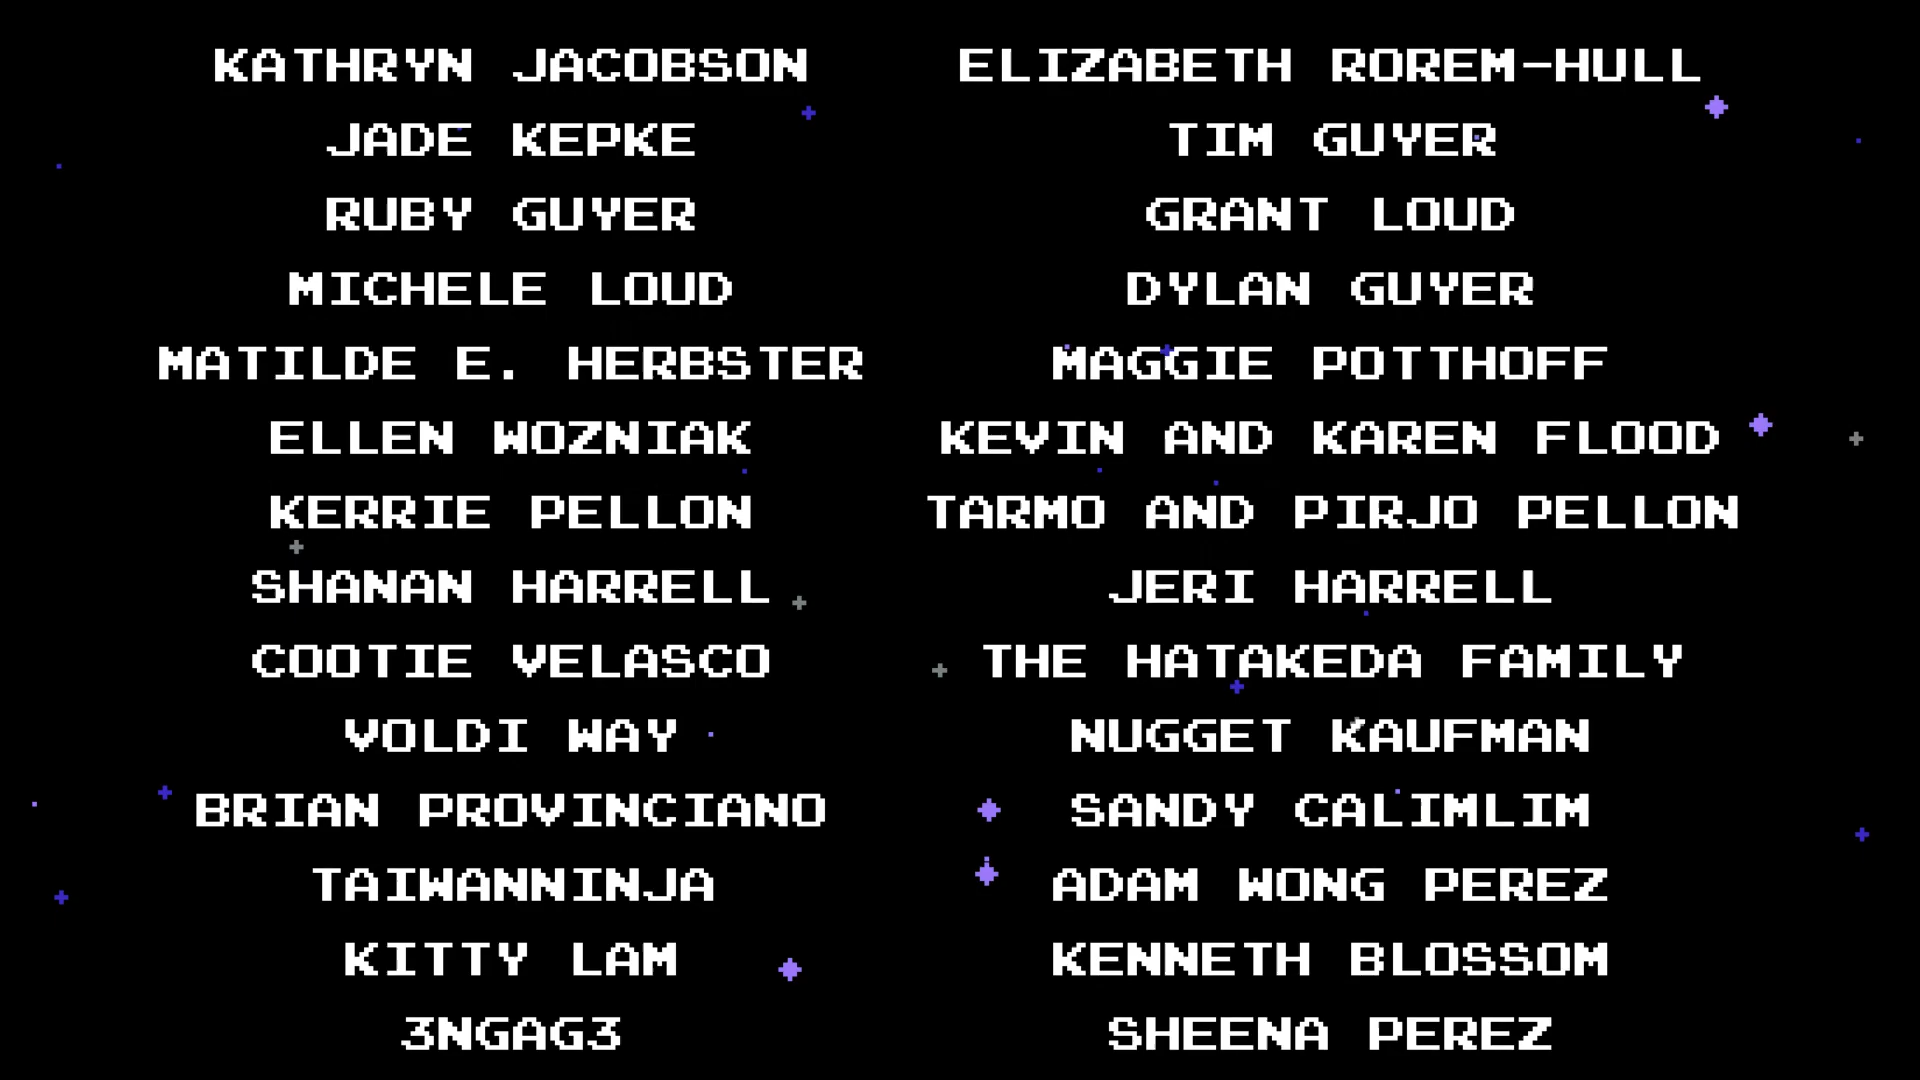 KATHRYN JACOBSON
ELIZABETH ROREM-HULL
JADE KEPKE
TIM GUYER
RUBY GUYER
GRANT LOUD
MICHELE LOUD
DYLAN GUYER
MATILDE E. HERBSTER
MAGGIE POTTHOFF
ELLEN WOZNIAK
KEVIN AND KAREN FLOOD
KERRIE PELLON
TARMO AND PIRJO PELLON
SHANAN HARRELL
JERI HARRELL
COOTIE VELASCO
THE HATAKEDA FAMILY
VOLDI WAY
NUGGET KAUFMAN
BRIAN PROVINCIANO
SANDY CALIMLIM
TAIWANNINJA
ADAM WONG PEREZ
KITTY LAM
KENNETH BLOSSOM
3NGAG3
SHEENA PEREZ